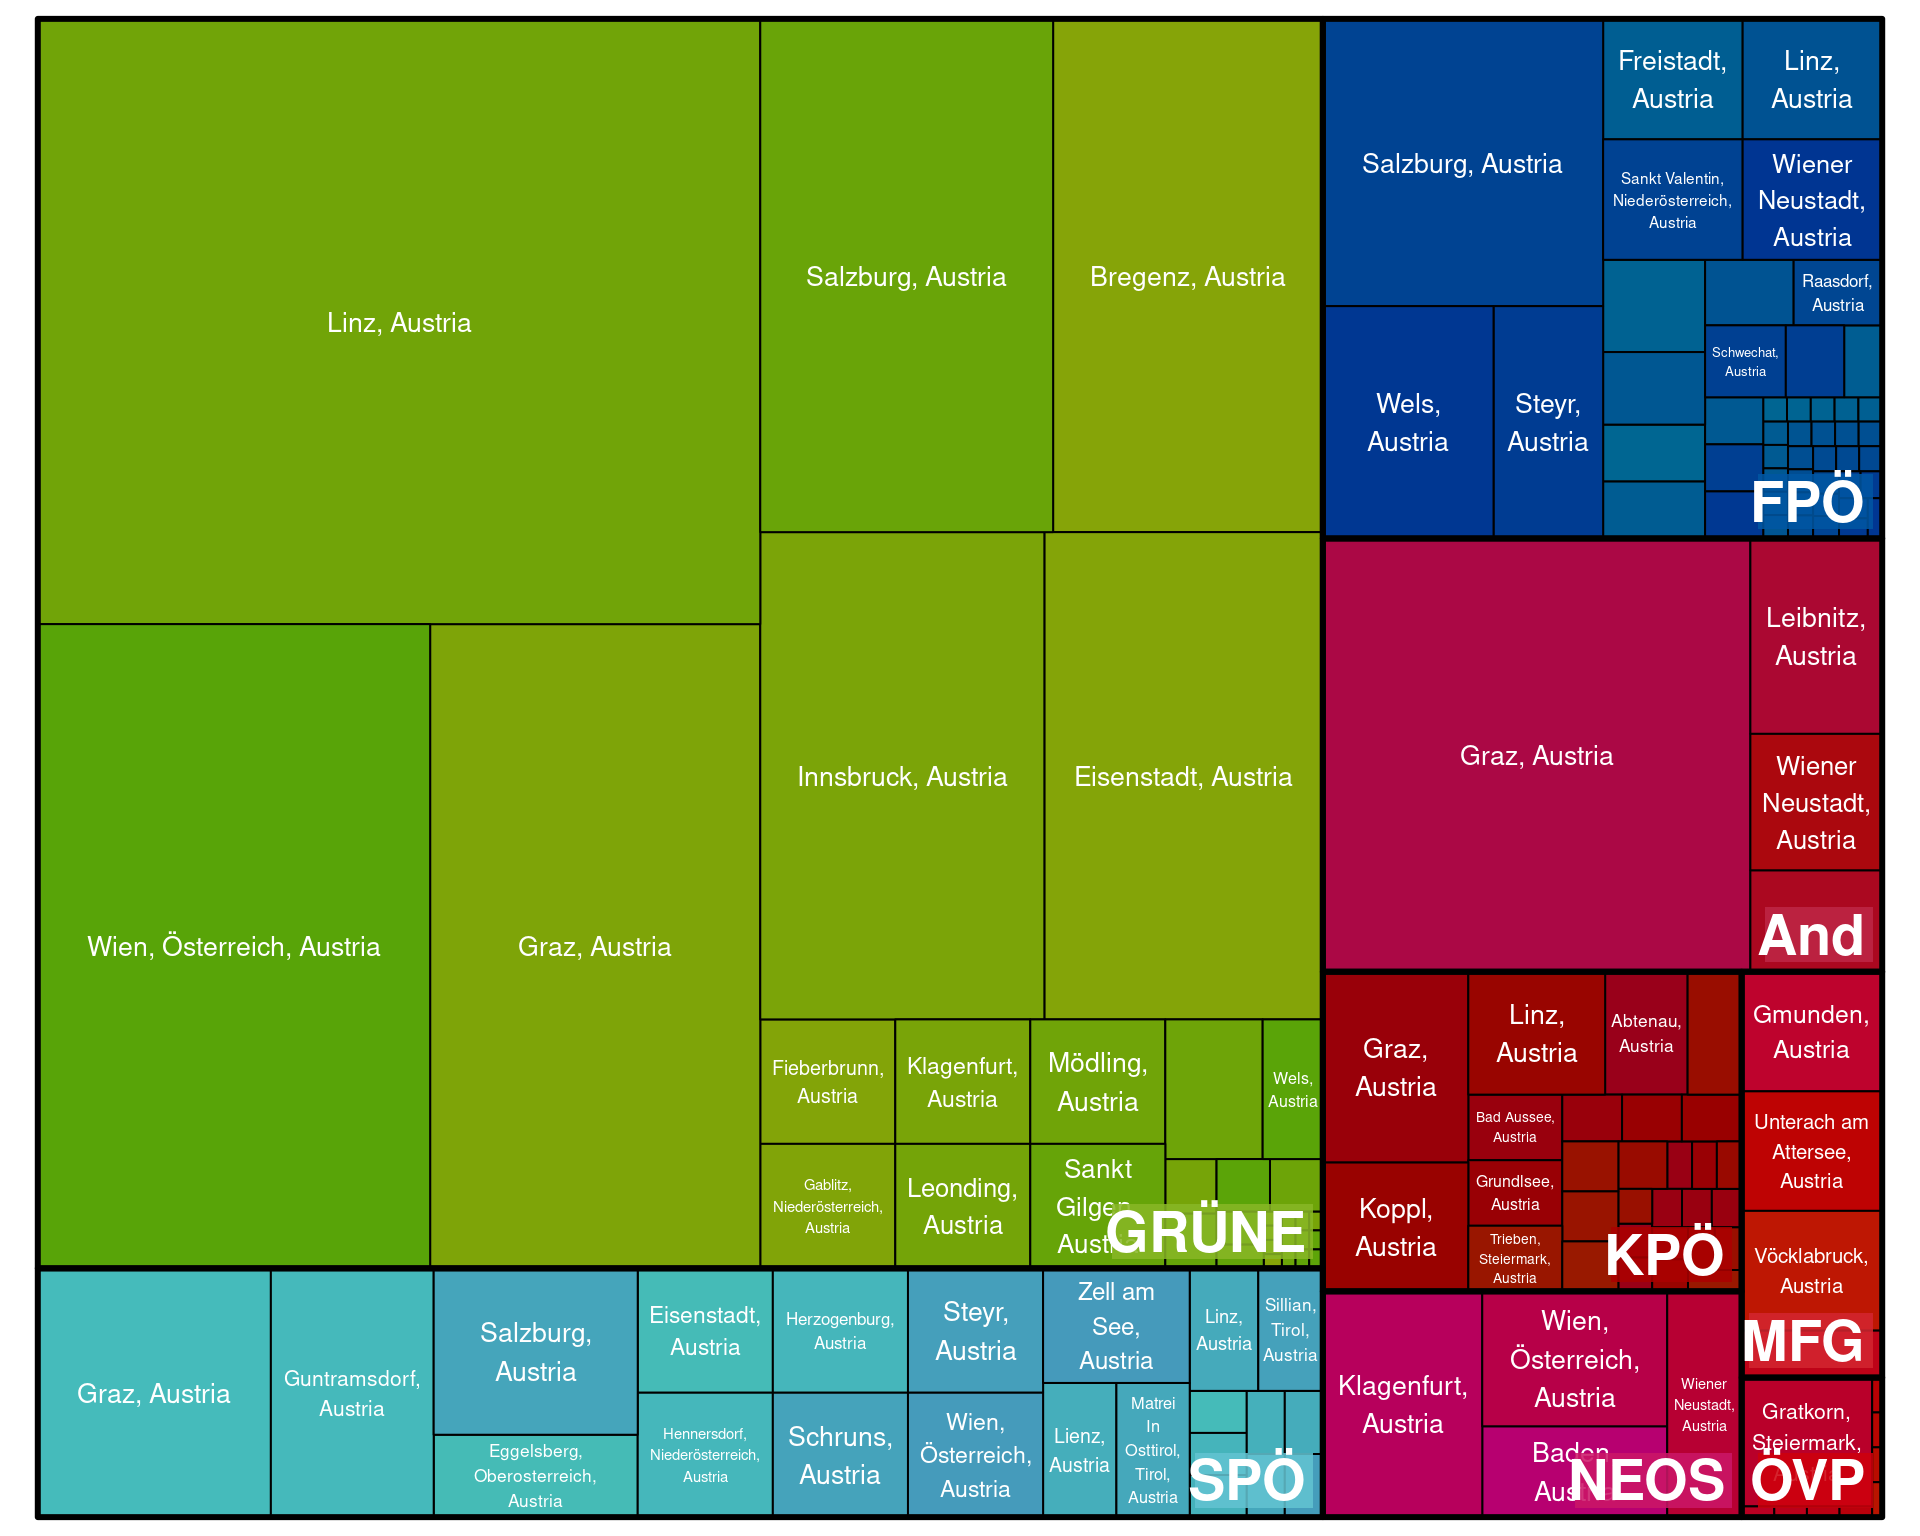 Linz, Austria
Salzburg, Austria
Bregenz, Austria
Wien, Österreich, Austria
Graz, Austria
Innsbruck, Austria
Eisenstadt, Austria
Fieberbrunn,
Austria
Klagenfurt,
Austria
Mödling,
Austria
Wels,
Austria
Gablitz,
Niederösterreich,
Austria
Leonding,
Austria
Sankt
Gilgen,
Austria
GRÜNE
Salzburg, Austria
Freistadt,
Austria
Linz,
Austria
Sankt Valentin,
Niederösterreich,
Austria
Wiener
Neustadt,
Austria
Wels,
Austria
Steyr,
Austria
Raasdorf,
Austria
Schwechat,
Austria
FPÖ
Graz, Austria
Leibnitz,
Austria
Wiener
Neustadt,
Austria
And
Graz,
Austria
Linz,
Austria
Abtenau,
Austria
Bad Aussee,
Austria
Koppl,
Austria
Grundlsee,
Austria
Trieben,
Steiermark,
Austria
KPÖ
Gmunden,
Austria
Unterach am
Attersee,
Austria
Vöcklabruck,
Austria
MFG
Graz, Austria
Guntramsdorf,
Austria
Salzburg,
Austria
Eggelsberg,
Oberosterreich,
Austria
Eisenstadt,
Austria
Hennersdorf,
Niederösterreich,
Austria
Herzogenburg,
Austria
Schruns,
Austria
Steyr,
Austria
Wien,
Österreich,
Austria
Zell am
See,
Austria
Lienz,
Austria
Matrei
In
Osttirol,
Tirol,
Austria
Linz,
Austria
Sillian,
Tirol,
Austria
SPÖ
Klagenfurt,
Austria
Wien,
Österreich,
Austria
Baden,
Austria
Wiener
Neustadt,
Austria
NEOS
Gratkorn,
Steiermark,
ÖVP